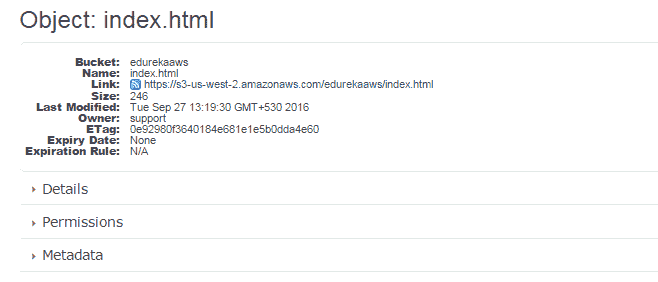 Object: index.html
Bucket: edurekaaws
Name: index.html
Link: https://s3-us-west-2.amazonaws.com/edurekaaws/index.html
Size: 246
Last Modified: Tue Sep 27 13:19:30 GMT+530 2016
Owner: support
ETag: 0e92980f3640184e681e1e5b0dda4e60
Expiry Date: None
Expiration Rule: N/A
Details
Permissions
Metadata